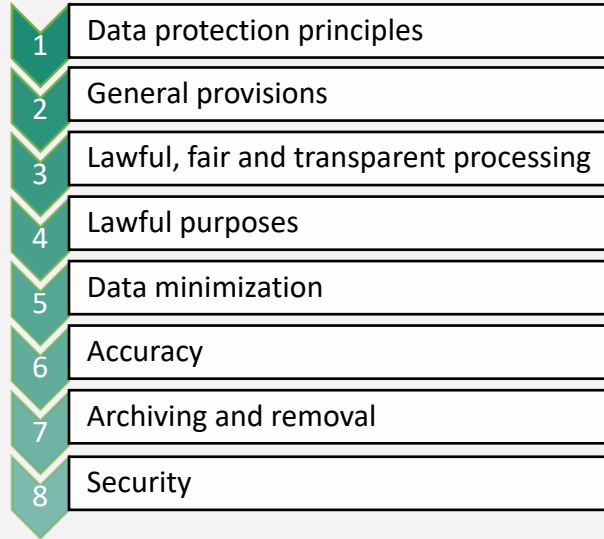 1 Data protection principles
2 General provisions
3 Lawful, fair and transparent processing
4 Lawful purposes
5 Data minimization
6 Accuracy
7 Archiving and removal
8 Security